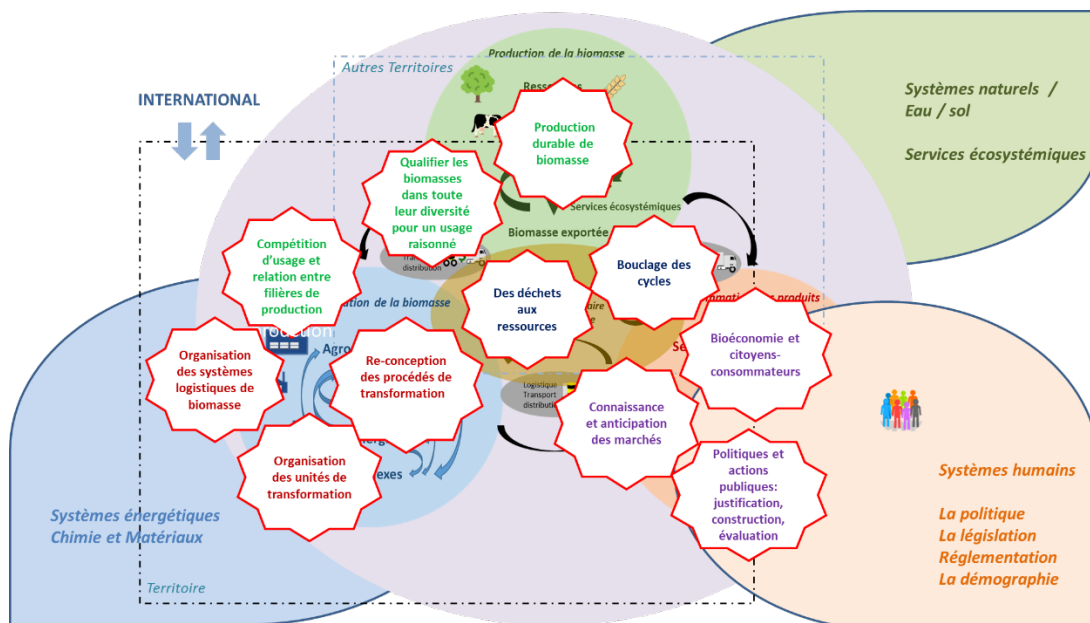 Production de la biomasse
Autres Territoires
INTERNATIONAL
Systèmes naturels /
Eau / sol
Services écosystémiques
Production
durable de
biomasse
Qualifier les
biomasses
dans toute
leur diversité
pour un usage
raisonné
Services écosystémiques
Biomasse exportée
distribution
Compétition
d'usage et
relation entre
filières de
production
Bouclage des
cycles
de la biomasse
Des déchets
aux
ressources
produits
Bioéconomie et
citoyens-
consommateurs
Organisation
des systèmes
logistiques de
biomasse
Re-conception
des procédés de
transformation
Logistique
Transport
Connaissance
et anticipation
des marchés
Organisation
des unités de
transformation
Politiques et
actions
publiques:
justification,
construction,
évaluation
Systèmes énergétiques
Chimie et Matériaux
Systèmes humains
La politique
La législation
Réglementation
La démographie
Territoire